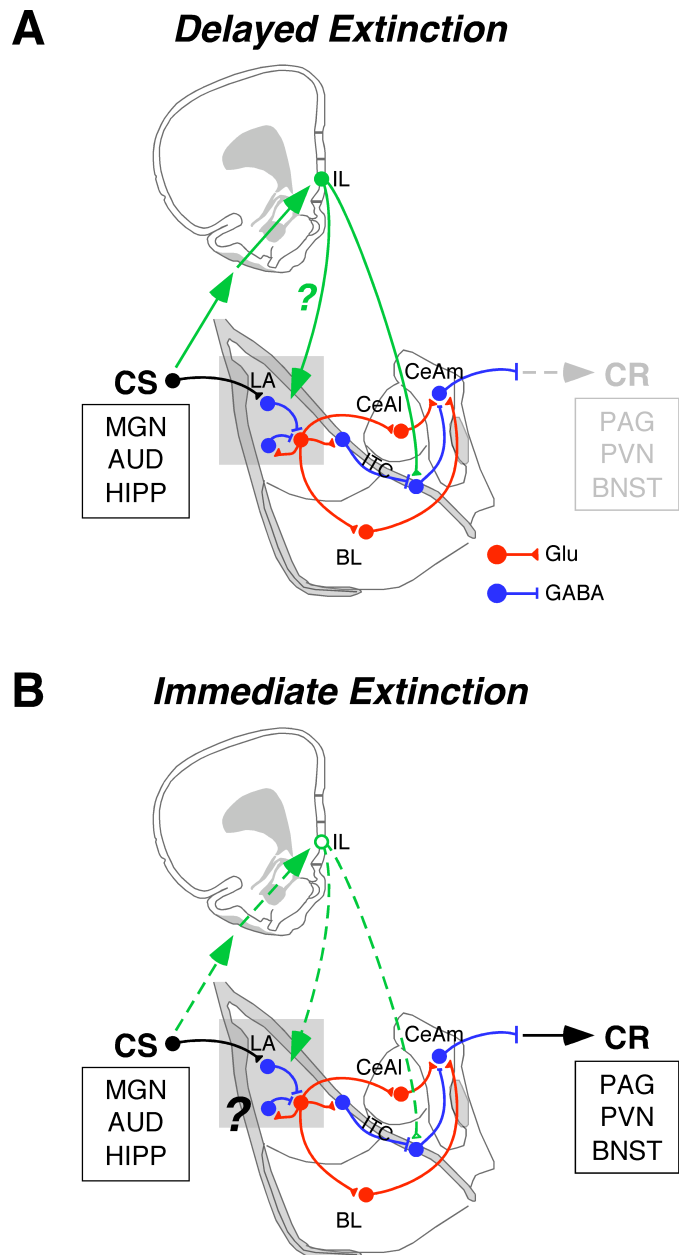 A
Delayed Extinction
IL
?
CS
MGN
AUD
HIPP
LA
CeAl
CeAm
ITC
BL
CR
PAG
PVN
BNST
Glu
GABA
B
Immediate Extinction
IL
CS
MGN
AUD
HIPP
LA
?
CeAl
CeAm
ITC
BL
CR
PAG
PVN
BNST